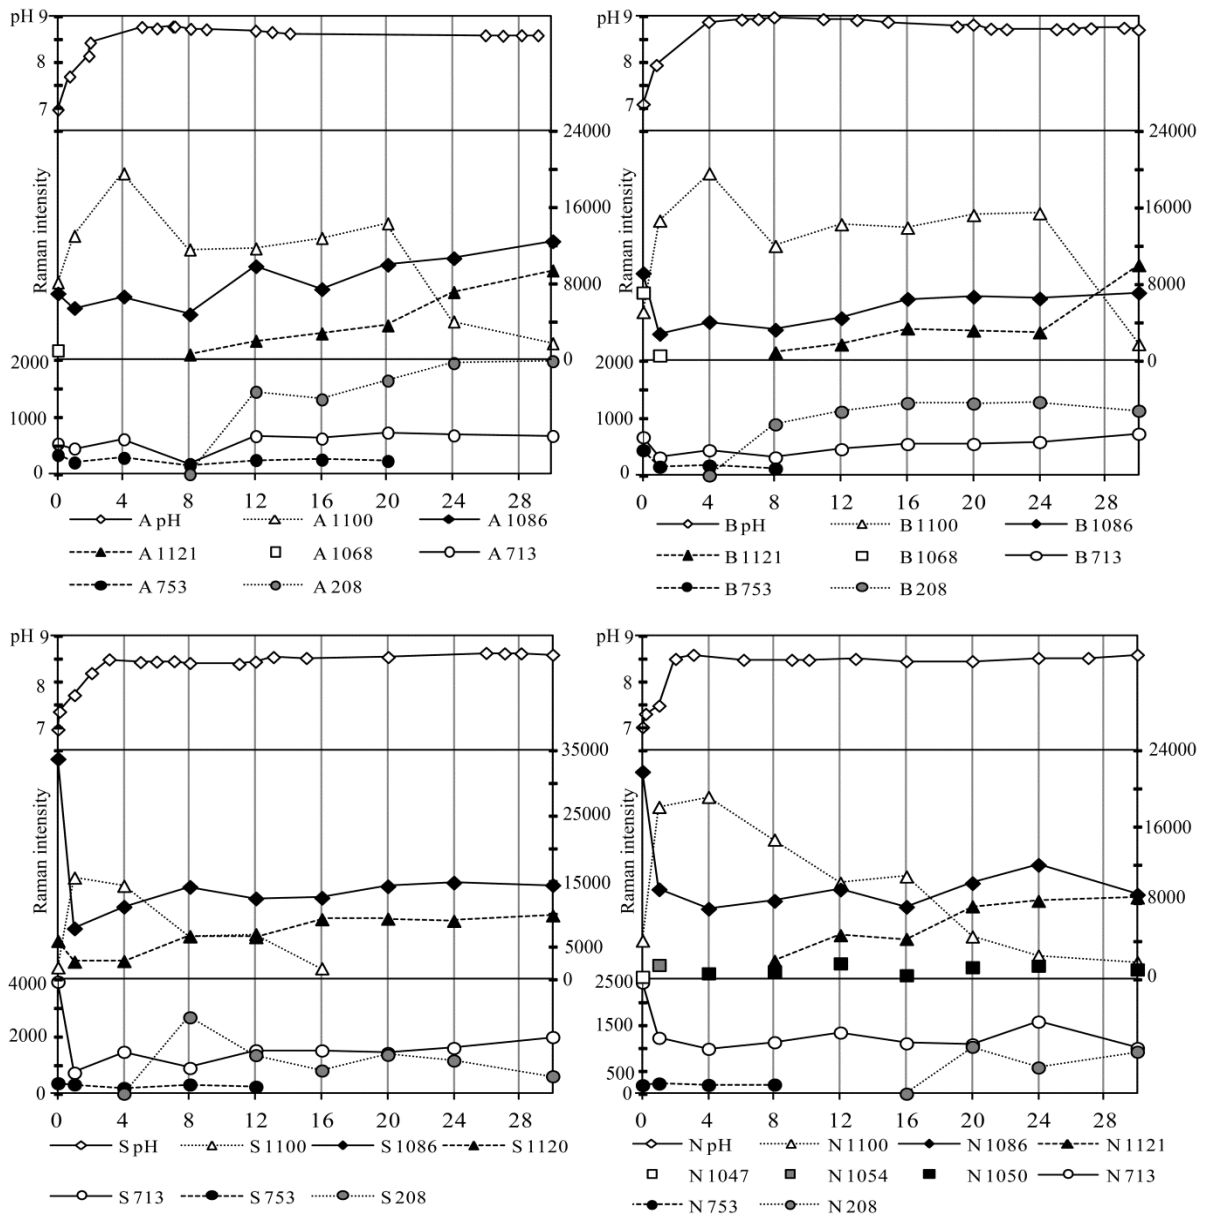 pH 9
8
7
Raman intensity
24000
16000
8000
0
2000
1000
0
0 4 8 12 16 20 24 28
A pH A 1100 A 1086
A 1121 A 1068 A 713
A 753 A 208
pH 9
8
7
Raman intensity
24000
16000
8000
0
2000
1000
0
0 4 8 12 16 20 24 28
B pH B 1100 B 1086
B 1121 B 1068 B 713
B 753 B 208
pH 9
8
7
Raman intensity
35000
25000
15000
5000
0
4000
2000
0
0 4 8 12 16 20 24 28
S pH S 1100 S 1086 S 1120
S 713 S 753 S 208
pH 9
8
7
Raman intensity
24000
16000
8000
0
2500
1500
500
0
0 4 8 12 16 20 24 28
N pH N 1100 N 1086 N 1121
N 1047 N 1054 N 1050 N 713
N 753 N 208